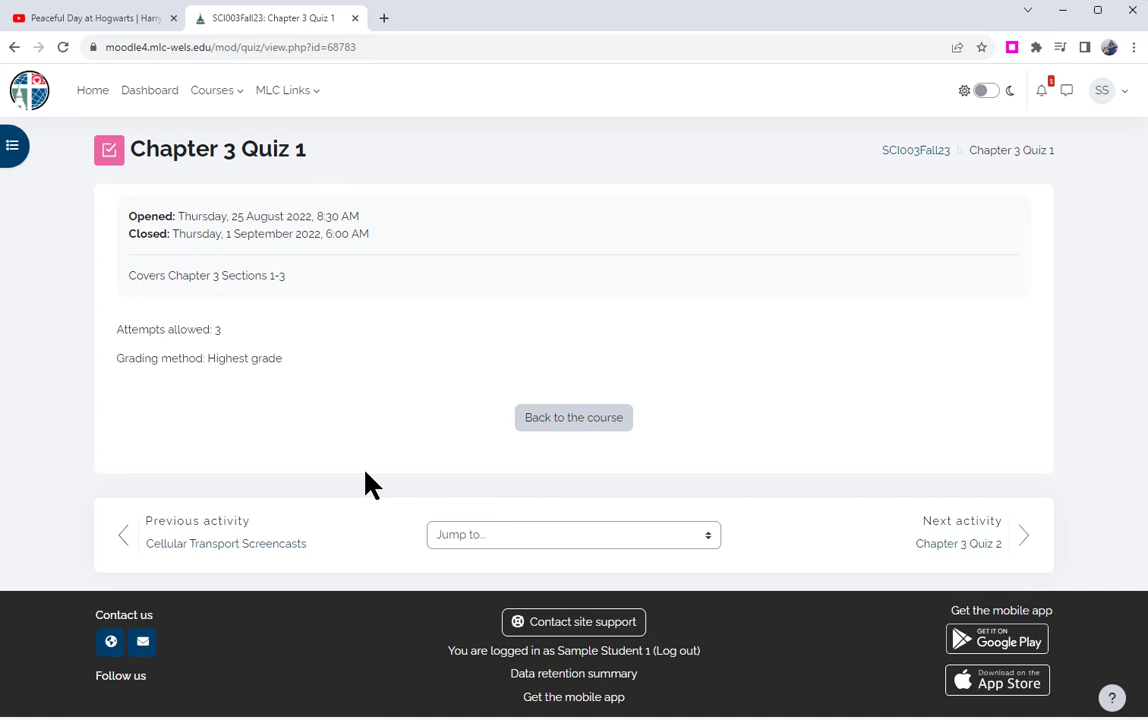 Peaceful Day at Hogwarts | Harry
SCI003Fall23: Chapter 3 Quiz 1
moodle4.mlc-wels.edu/mod/quiz/view.php?id=68783
Home
Dashboard
Courses
MLC Links
1
SS
Chapter 3 Quiz 1
SCI003Fall23
Chapter 3 Quiz 1
Opened: Thursday, 25 August 2022, 8:30 AM
Closed: Thursday, 1 September 2022, 6:00 AM
Covers Chapter 3 Sections 1-3
Attempts allowed: 3
Grading method: Highest grade
Back to the course
Previous activity
Cellular Transport Screencasts
Jump to...
Next activity
Chapter 3 Quiz 2
Contact us
Follow us
Contact site support
You are logged in as Sample Student 1 (Log out)
Data retention summary
Get the mobile app
Get the mobile app
GET IT ON
Google Play
Download on the
App Store
?